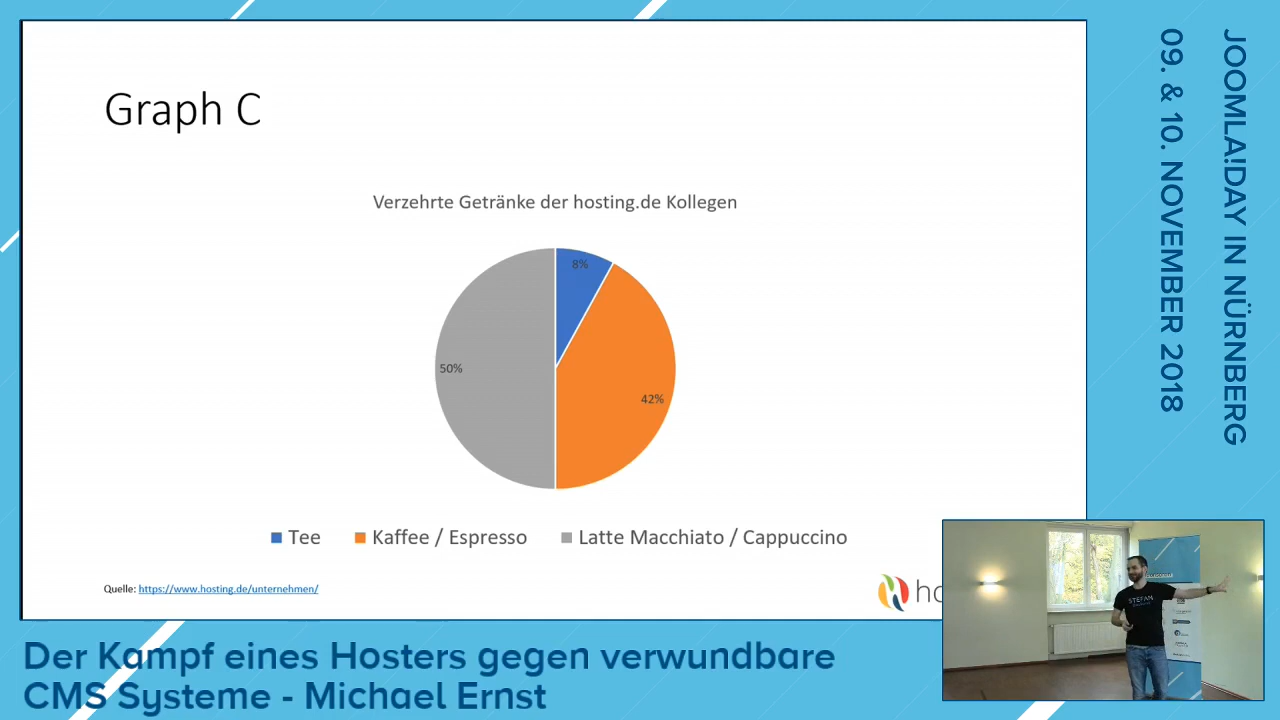 Graph C
Verzehrte Getränke der hosting.de Kollegen
8%
50%
42%
Tee
Kaffee / Espresso
Latte Macchiato / Cappuccino
Quelle: https://www.hosting.de/unternehmen/
ho
JOOMLA!DAY IN NÜRNBERG
09. & 10. NOVEMBER 2018
STEFAN
Der Kampf eines Hosters gegen verwundbare
CMS Systeme - Michael Ernst